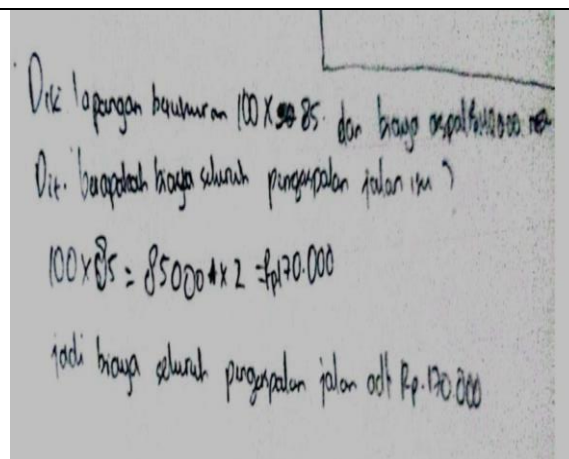 Dik: lapangan berukuran 100 x 85. dan biaya aspal
Dit: berapakah biaya seluruh pengaspalan jalan itu ?
100 x 85 = 85000 x 2 = Rp170.000
jadi biaya seluruh pengaspalan jalan adl Rp. 170.000